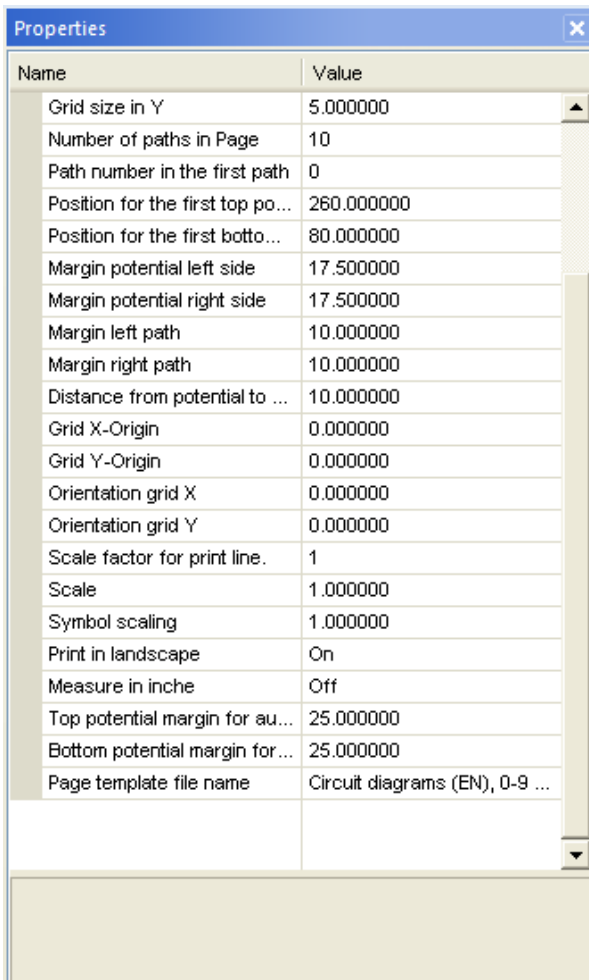 Properties
Name Value
Grid size in Y 5.000000
Number of paths in Page 10
Path number in the first path 0
Position for the first top po... 260.000000
Position for the first botto... 80.000000
Margin potential left side 17.500000
Margin potential right side 17.500000
Margin left path 10.000000
Margin right path 10.000000
Distance from potential to ... 10.000000
Grid X-Origin 0.000000
Grid Y-Origin 0.000000
Orientation grid X 0.000000
Orientation grid Y 0.000000
Scale factor for print line. 1
Scale 1.000000
Symbol scaling 1.000000
Print in landscape On
Measure in inche Off
Top potential margin for au... 25.000000
Bottom potential margin for... 25.000000
Page template file name Circuit diagrams (EN), 0-9 ...